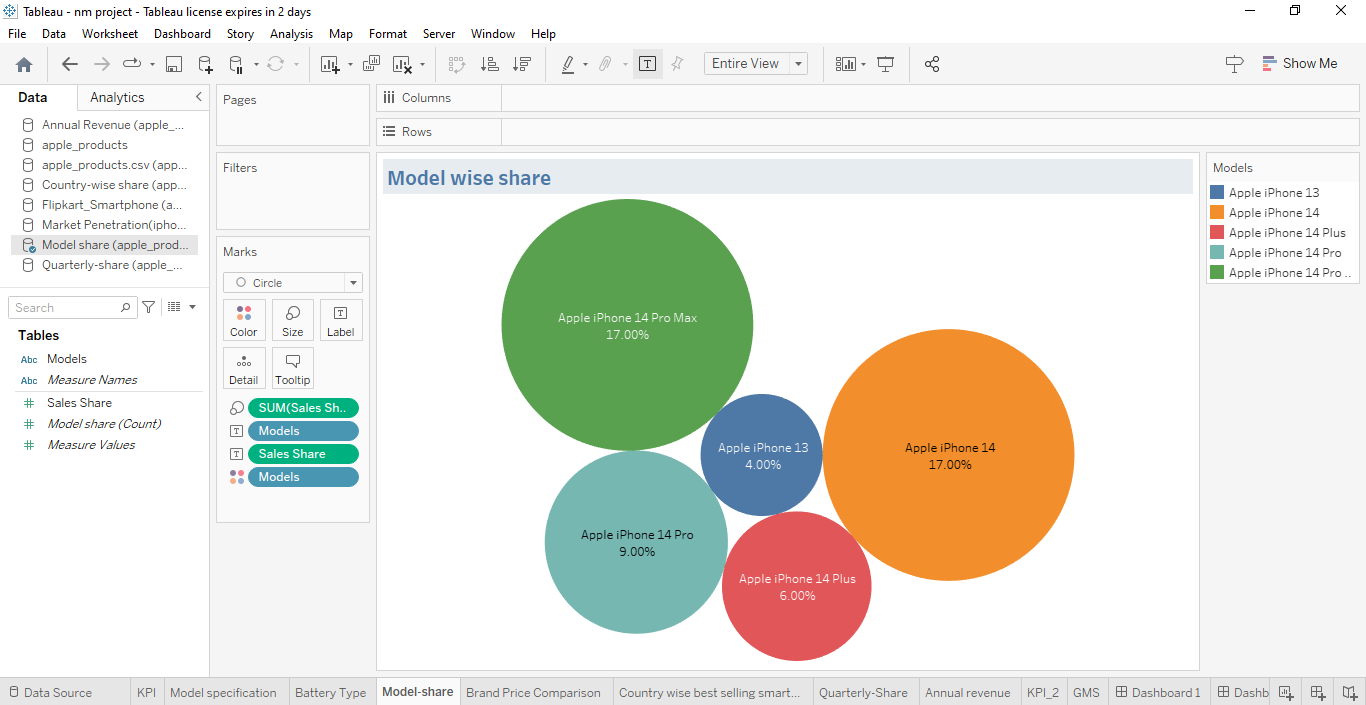 Tableau - nm project - Tableau license expires in 2 days
File Data Worksheet Dashboard Story Analysis Map Format Server Window Help
Entire View
Show Me
Data Analytics
Annual Revenue (apple_...
apple_products
apple_products.csv (app...
Country-wise share (app...
Flipkart_Smartphone (a...
Market Penetration(ipho...
Model share (apple_prod...
Quarterly-share (apple_...
Search
Tables
Abc Models
Abc Measure Names
Sales Share
Model share (Count)
Measure Values
Pages
Filters
Marks
Circle
Color Size Label
Detail Tooltip
SUM(Sales Sh..
Models
Sales Share
Models
Columns
Rows
Model wise share
Apple iPhone 14 Pro Max
17.00%
Apple iPhone 13
4.00%
Apple iPhone 14
17.00%
Apple iPhone 14 Pro
9.00%
Apple iPhone 14 Plus
6.00%
Models
Apple iPhone 13
Apple iPhone 14
Apple iPhone 14 Plus
Apple iPhone 14 Pro
Apple iPhone 14 Pro ..
Data Source KPI Model specification Battery Type Model-share Brand Price Comparison Country wise best selling smart... Quarterly-Share Annual revenue KPI_2 GMS Dashboard 1 Dashb